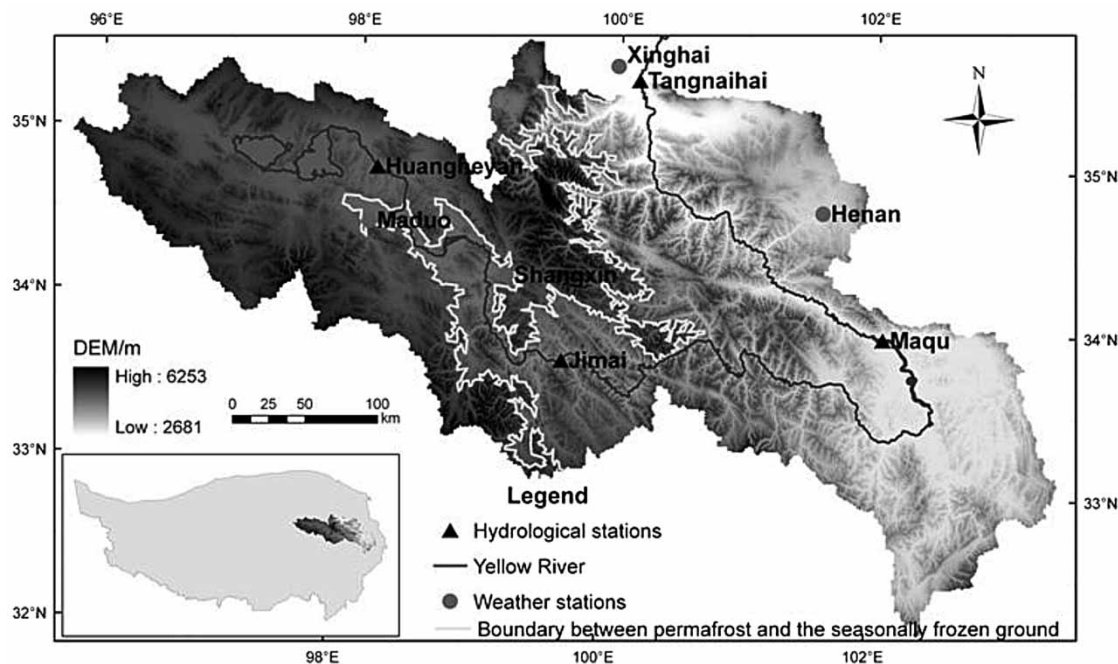 96°E 98°E 100°E 102°E
Xinghai
Tangnaihai
N
35°N
Huangheyan
35°N
Henan
Maduo
34°N
Shangxin
DEM/m
High : 6253
Low : 2681
0 25 50 100
km
Jimai
Maqu
34°N
33°N
33°N
Legend
Hydrological stations
Yellow River
Weather stations
Boundary between permafrost and the seasonally frozen ground
32°N
98°E 100°E 102°E